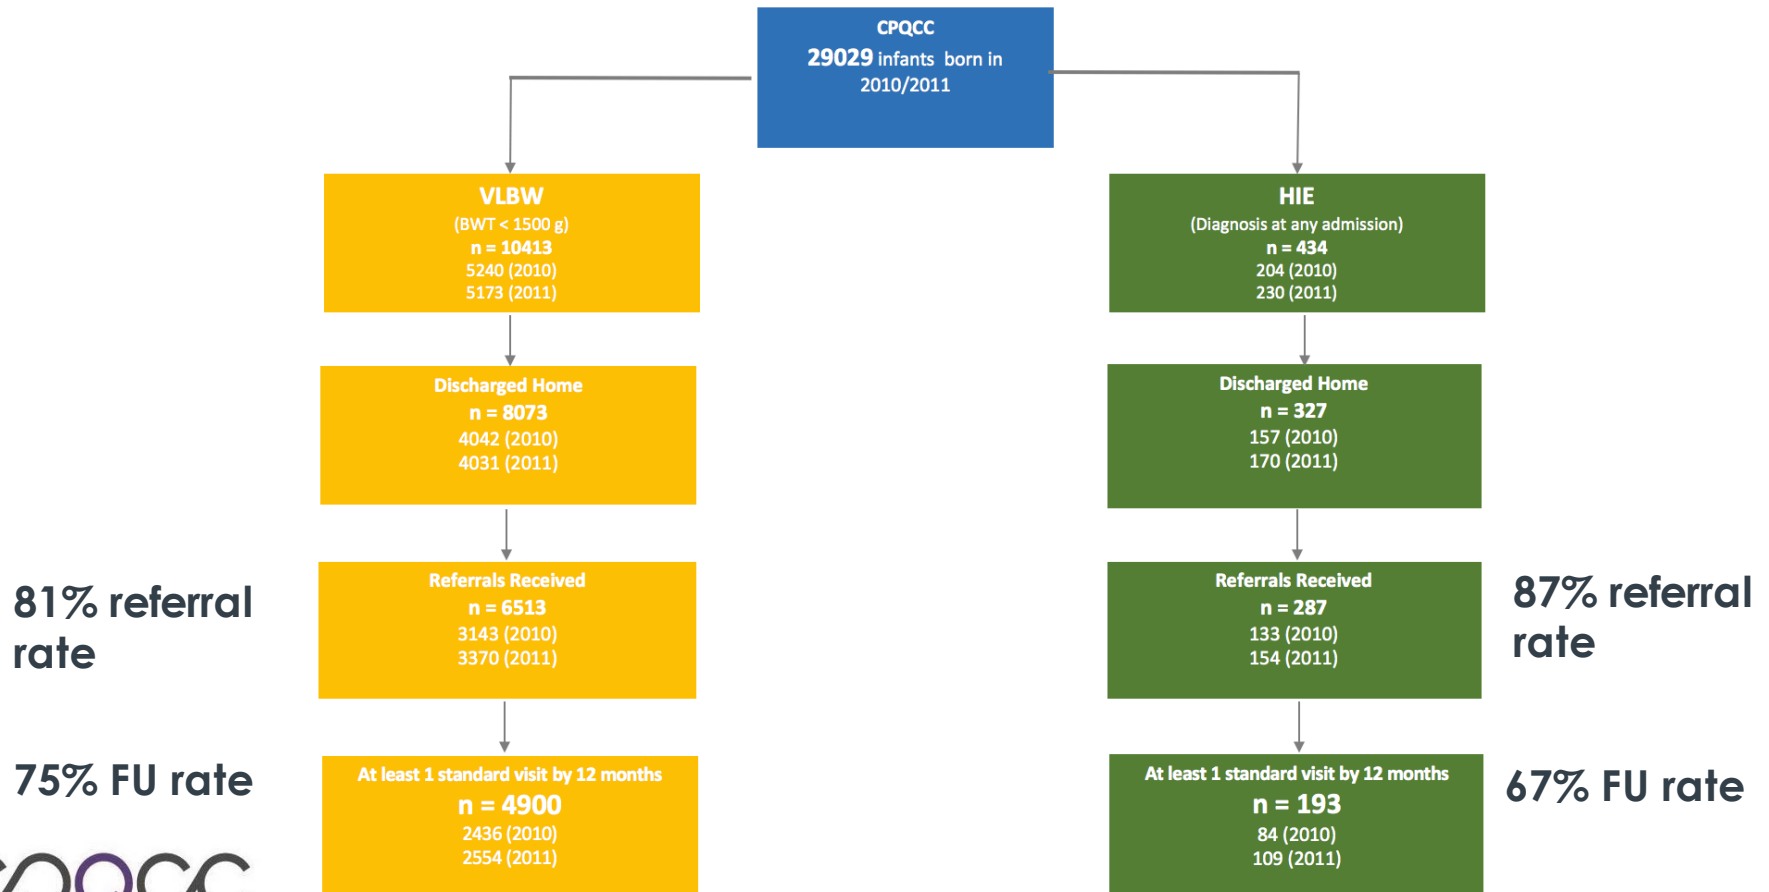 CPQCC
29029 infants born in
2010/2011
VLBW
(BWT < 1500 g)
n = 10413
5240 (2010)
5173 (2011)
HIE
(Diagnosis at any admission)
n = 434
204 (2010)
230 (2011)
Discharged Home
n = 8073
4042 (2010)
4031 (2011)
Discharged Home
n = 327
157 (2010)
170 (2011)
81% referral
rate
Referrals Received
n = 6513
3143 (2010)
3370 (2011)
Referrals Received
n = 287
133 (2010)
154 (2011)
87% referral
rate
75% FU rate
At least 1 standard visit by 12 months
n = 4900
2436 (2010)
2554 (2011)
At least 1 standard visit by 12 months
n = 193
84 (2010)
109 (2011)
67% FU rate